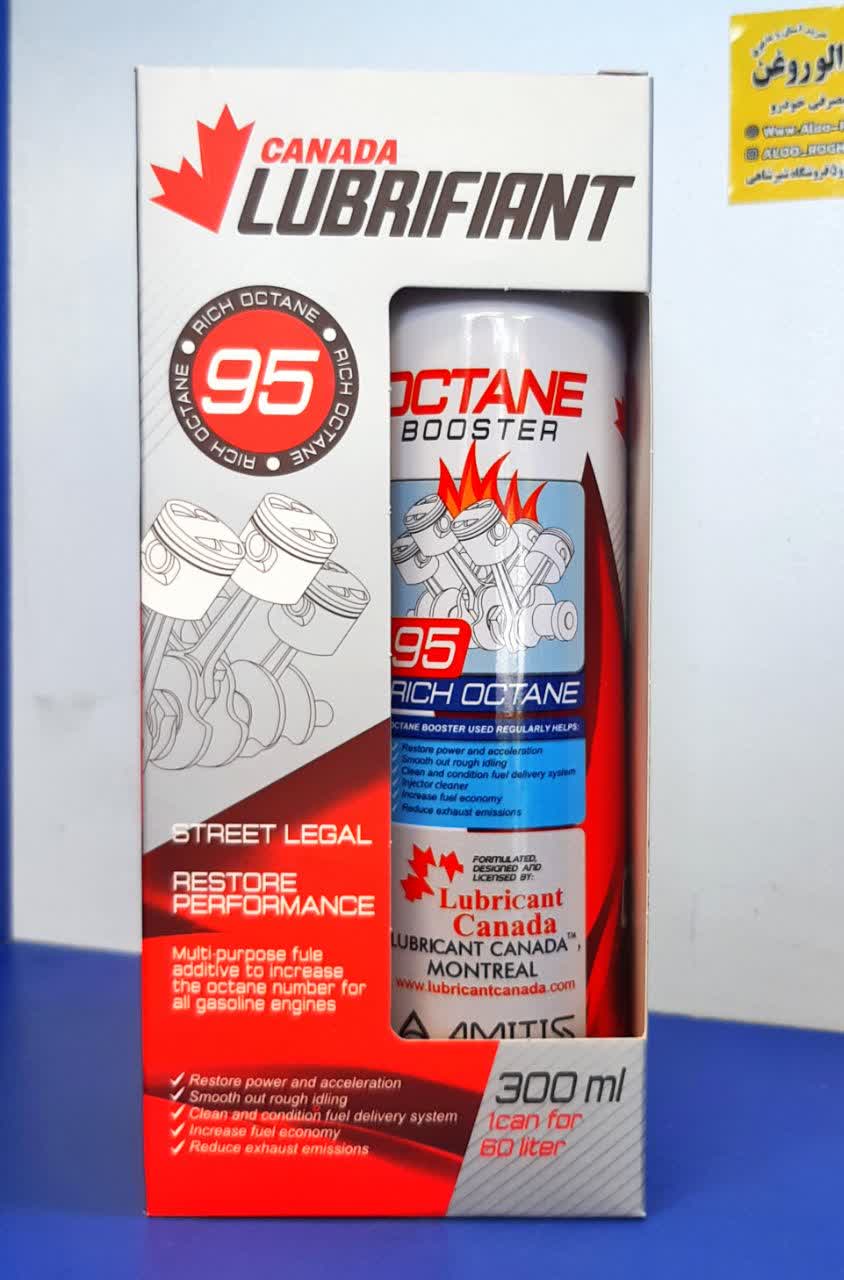 CANADA
LUBRIFIANT
RICH OCTANE RICH OCTANE RICH OCTANE
95
OCTANE
BOOSTER
95
RICH OCTANE
OCTANE BOOSTER USED REGULARLY HELPS:
Restore power and acceleration
Smooth out rough idling
Clean and condition fuel delivery system
Injector cleaner
Increase fuel economy
Reduce exhaust emissions
FORMULATED,
DESIGNED AND
LICENSED BY:
Lubricant
Canada
LUBRICANT CANADA™,
MONTREAL
www.lubricantcanada.com
AMITIS
STREET LEGAL
RESTORE
PERFORMANCE
Multi-purpose fule
additive to increase
the octane number for
all gasoline engines
Restore power and acceleration
Smooth out rough idling
Clean and condition fuel delivery system
Increase fuel economy
Reduce exhaust emissions
300 ml
1can for
60 liter
الو روغن
مصرفی خودرو